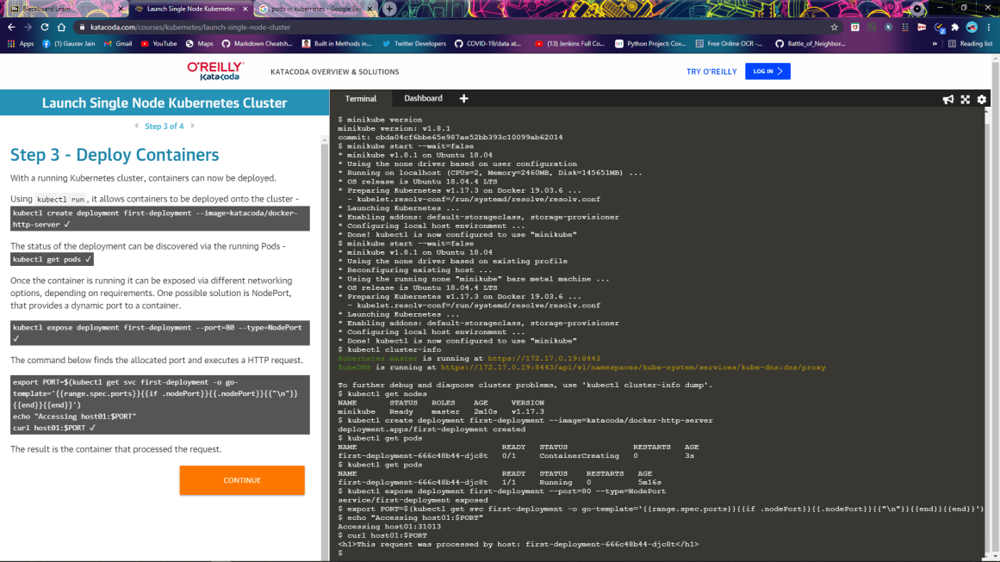 Blackboard Learn
Launch Single Node Kubernetes
pods in kubernetes - Google Se
katacoda.com/courses/kubernetes/launch-single-node-cluster
Apps
(1) Gaurav Jain
Gmail
YouTube
Maps
Markdown Cheatsh...
Built in Methods in...
Twitter Developers
COVID-19/data at...
(13) Jenkins Full Co...
Python Project: Cov...
Free Online OCR -...
Battle_of_Neighbor...
»
Reading list
O'REILLY
Katacoda
KATACODA OVERVIEW & SOLUTIONS
TRY O'REILLY
LOG IN
Launch Single Node Kubernetes Cluster
Step 3 of 4
Step 3 - Deploy Containers
With a running Kubernetes cluster, containers can now be deployed.
Using kubectl run, it allows containers to be deployed onto the cluster -
kubectl create deployment first-deployment --image=katacoda/docker-
http-server ✓
The status of the deployment can be discovered via the running Pods -
kubectl get pods ✓
Once the container is running it can be exposed via different networking
options, depending on requirements. One possible solution is NodePort,
that provides a dynamic port to a container.
kubectl expose deployment first-deployment --port=80 --type=NodePort
✓
The command below finds the allocated port and executes a HTTP request.
export PORT=$(kubectl get svc first-deployment -o go-
template='{{range.spec.ports}}{{if .nodePort}}{{.nodePort}}{{"\n"}}
{{end}}{{end}}')
echo "Accessing host01:$PORT"
curl host01:$PORT ✓
The result is the container that processed the request.
CONTINUE
Terminal
Dashboard
$ minikube version
minikube version: v1.8.1
commit: cbda04cf6bbe65e987ae52bb393c10099ab62014
$ minikube start --wait=false
* minikube v1.8.1 on Ubuntu 18.04
* Using the none driver based on user configuration
* Running on localhost (CPUs=2, Memory=2460MB, Disk=145651MB) ...
* OS release is Ubuntu 18.04.4 LTS
* Preparing Kubernetes v1.17.3 on Docker 19.03.6 ...
- kubelet.resolv-conf=/run/systemd/resolve/resolv.conf
* Launching Kubernetes ...
* Enabling addons: default-storageclass, storage-provisioner
* Configuring local host environment ...
* Done! kubectl is now configured to use "minikube"
$ minikube start --wait=false
* minikube v1.8.1 on Ubuntu 18.04
* Using the none driver based on existing profile
* Reconfiguring existing host ...
* Using the running none "minikube" bare metal machine ...
* OS release is Ubuntu 18.04.4 LTS
* Preparing Kubernetes v1.17.3 on Docker 19.03.6 ...
- kubelet.resolv-conf=/run/systemd/resolve/resolv.conf
* Launching Kubernetes ...
* Enabling addons: default-storageclass, storage-provisioner
* Configuring local host environment ...
* Done! kubectl is now configured to use "minikube"
$ kubectl cluster-info
Kubernetes master is running at https://172.17.0.19:8443
KubeDNS is running at https://172.17.0.19:8443/api/v1/namespaces/kube-system/services/kube-dns:dns/proxy
To further debug and diagnose cluster problems, use 'kubectl cluster-info dump'.
$ kubectl get nodes
NAME STATUS ROLES AGE VERSION
minikube Ready master 2m10s v1.17.3
$ kubectl create deployment first-deployment --image=katacoda/docker-http-server
deployment.apps/first-deployment created
$ kubectl get pods
NAME READY STATUS RESTARTS AGE
first-deployment-666c48b44-djc8t 0/1 ContainerCreating 0 3s
$ kubectl get pods
NAME READY STATUS RESTARTS AGE
first-deployment-666c48b44-djc8t 1/1 Running 0 5m16s
$ kubectl expose deployment first-deployment --port=80 --type=NodePort
service/first-deployment exposed
$ export PORT=$(kubectl get svc first-deployment -o go-template='{{range.spec.ports}}{{if .nodePort}}{{.nodePort}}{{"\n"}}{{end}}{{end}}')
$ echo "Accessing host01:$PORT"
Accessing host01:31013
$ curl host01:$PORT
<h1>This request was processed by host: first-deployment-666c48b44-djc8t</h1>
$